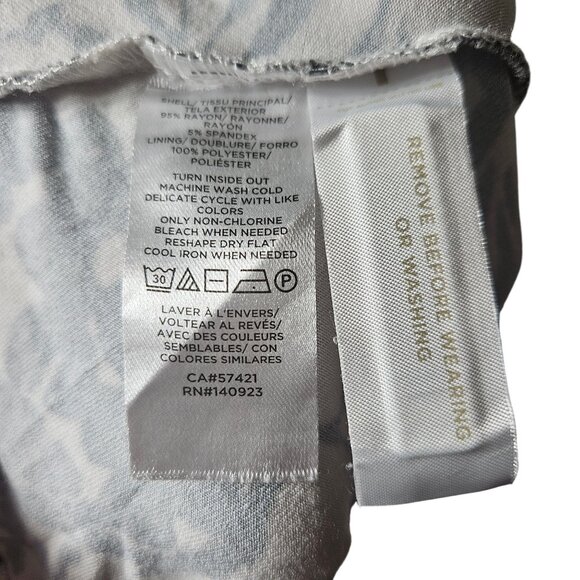 SHELL/ TISSU PRINCIPAL/
TELA EXTERIOR
95% RAYON/ RAYONNE/
RAYON
5% SPANDEX
LINING/ DOUBLURE/ FORRO
100% POLYESTER/
POLIÉSTER
TURN INSIDE OUT
MACHINE WASH COLD
DELICATE CYCLE WITH LIKE
COLORS
ONLY NON-CHLORINE
BLEACH WHEN NEEDED
RESHAPE DRY FLAT
COOL IRON WHEN NEEDED
30 P
LAVER À L'ENVERS/
VOLTEAR AL REVÉS/
AVEC DES COULEURS
SEMBLABLES/ CON
COLORES SIMILARES
CA#57421
RN#140923
REMOVE BEFORE WEARING
OR WASHING